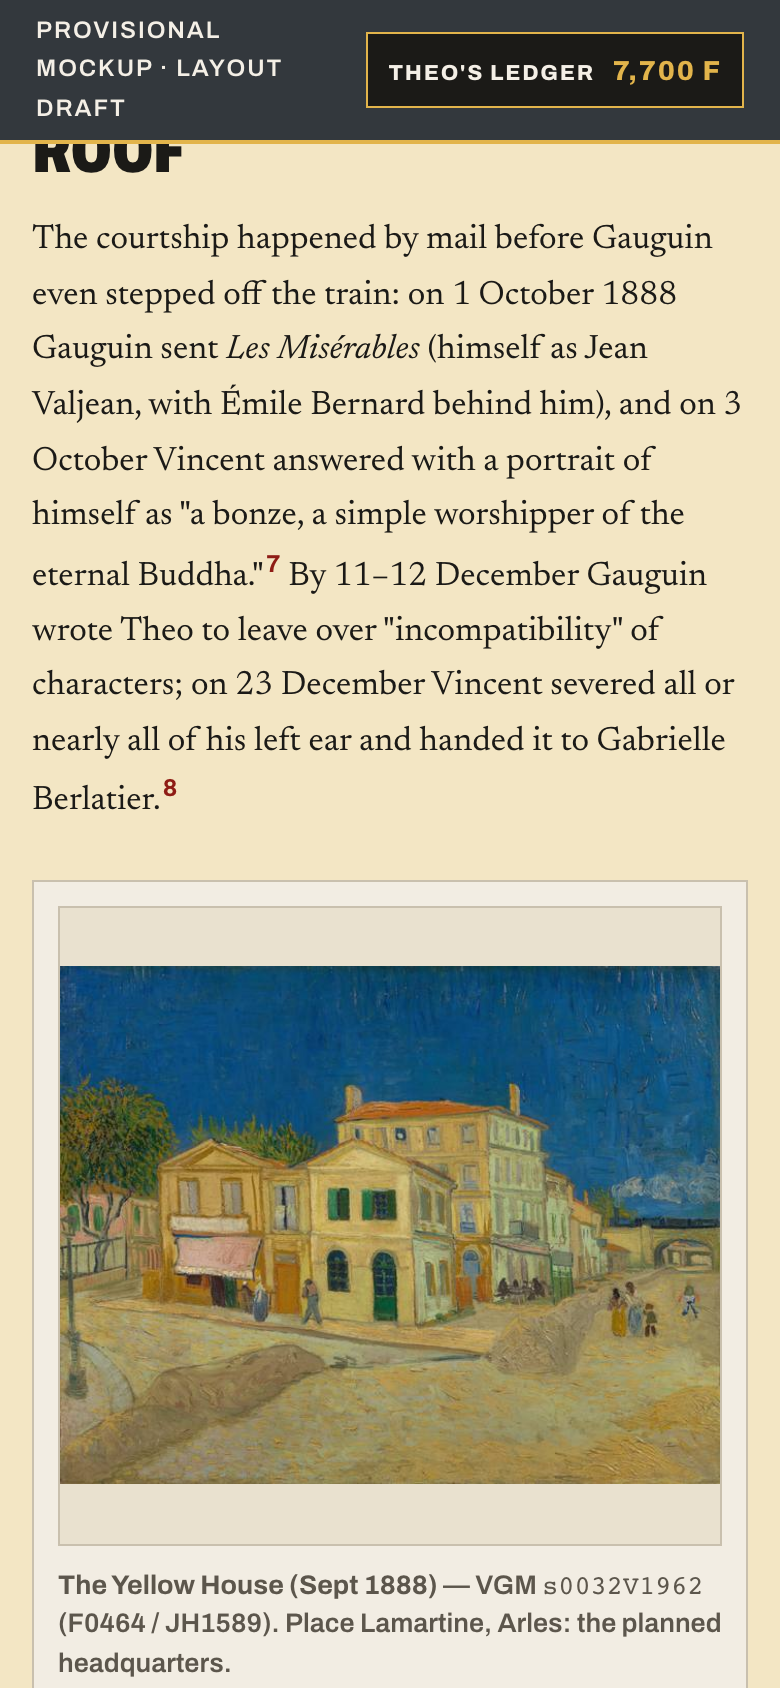 PROVISIONAL
MOCKUP · LAYOUT
DRAFT
THEO'S LEDGER 7,700 F
ROOF
The courtship happened by mail before Gauguin
even stepped off the train: on 1 October 1888
Gauguin sent Les Misérables (himself as Jean
Valjean, with Émile Bernard behind him), and on 3
October Vincent answered with a portrait of
himself as "a bonze, a simple worshipper of the
eternal Buddha."7 By 11–12 December Gauguin
wrote Theo to leave over "incompatibility" of
characters; on 23 December Vincent severed all or
nearly all of his left ear and handed it to Gabrielle
Berlatier.8
The Yellow House (Sept 1888) — VGM s0032V1962
(F0464 / JH1589). Place Lamartine, Arles: the planned
headquarters.